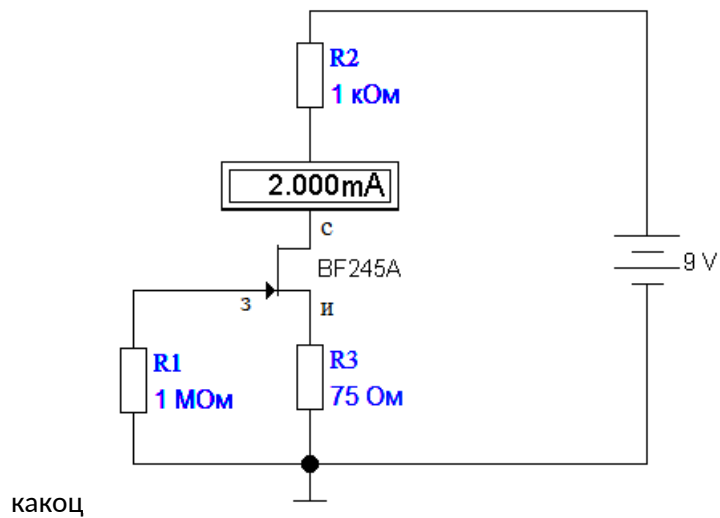 R2
1 кОм
2.000mA
с
BF245A
9 V
з
и
R1
1 МОм
R3
75 Ом
какоц